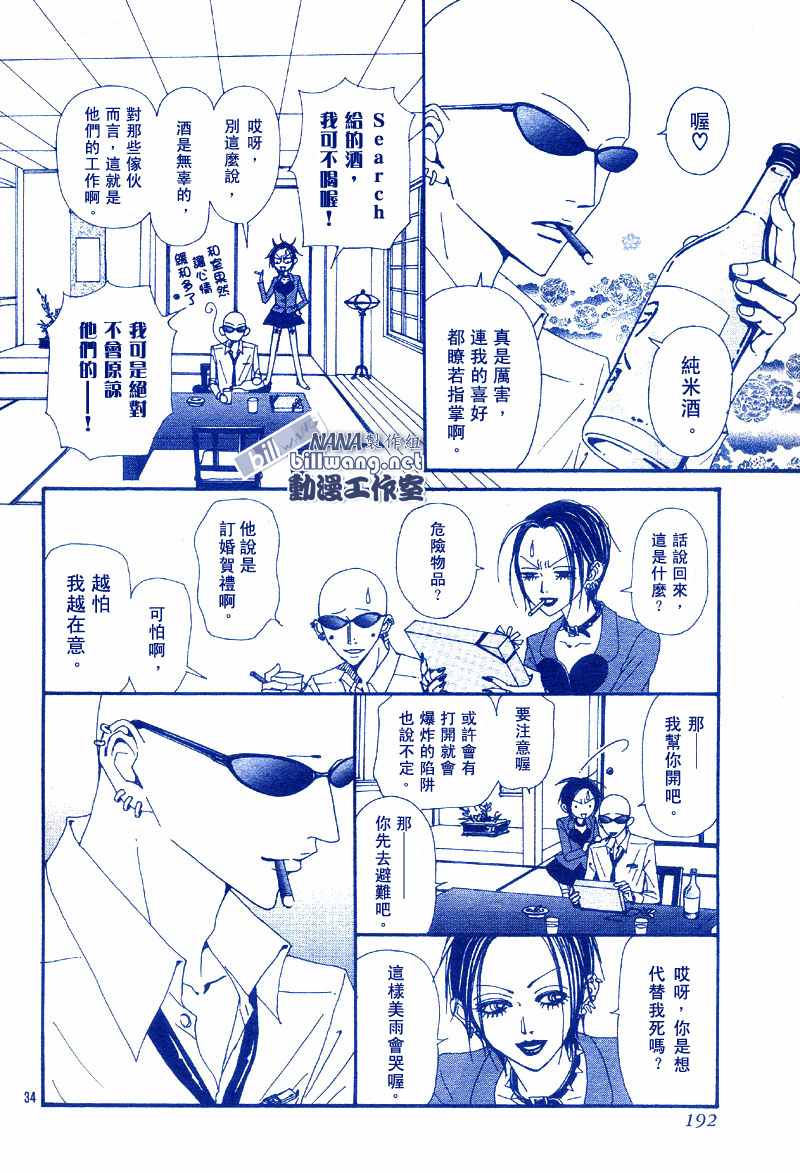 喔♡
純米酒。
真是厲害，
連我的喜好
都瞭若指掌啊。
Search
給的酒，
我可不喝喔！
哎呀，
別這麼說，
酒是無辜的，
對那些傢伙
而言，這就是
他們的工作啊。
和室果然
讓心情
緩和多了
我可是絕對
不會原諒
他們的——！
bill
NANA製作組
billwang.net
動漫工作室
話說回來，
這是什麼？
危險物品？
他說是
訂婚賀禮啊。
可怕啊，
越怕
我越在意。
那——
我幫你開吧。
要注意喔
或許會有
打開就會
爆炸的陷阱
也說不定。
那——
你先去避難吧。
哎呀，你是想
代替我死嗎？
這樣美雨會哭喔。
34
192